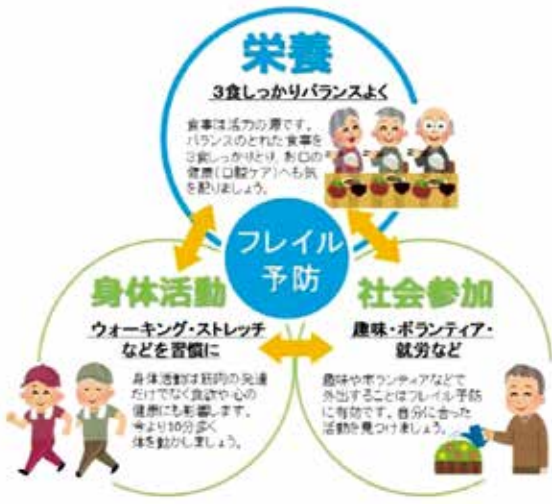 栄養
3食しっかりバランスよく
食事は活力の源です。
バランスのとれた食事を
3食しっかりとり、お口の
健康(口腔ケア)へも気
を配りましょう。
フレイル
予防
身体活動
ウォーキング・ストレッチ
などを習慣に
身体活動は筋肉の発達
だけでなく食欲や心の
健康にも影響します。
今より10分多く
体を動かしましょう。
社会参加
趣味・ボランティア・
就労など
趣味やボランティアなどで
外出することはフレイル予防
に有効です。自分に合った
活動を見つけましょう。